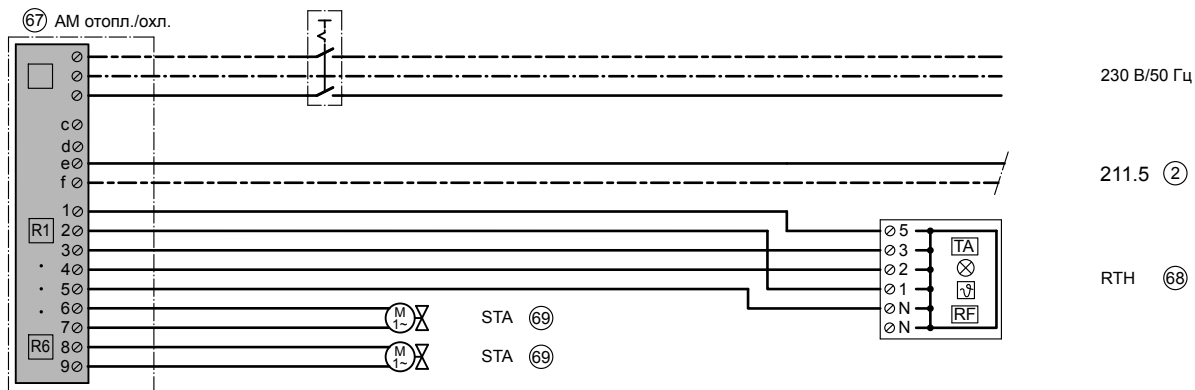 67 АМ отопл./охл.
230 В/50 Гц
c
d
e
f
211.5 2
1
R1 2
3
4
5
6
7
R6 8
9
5
3 TA
2
1 ϑ
N RF
N
RTH 68
M 1~ STA 69
M 1~ STA 69